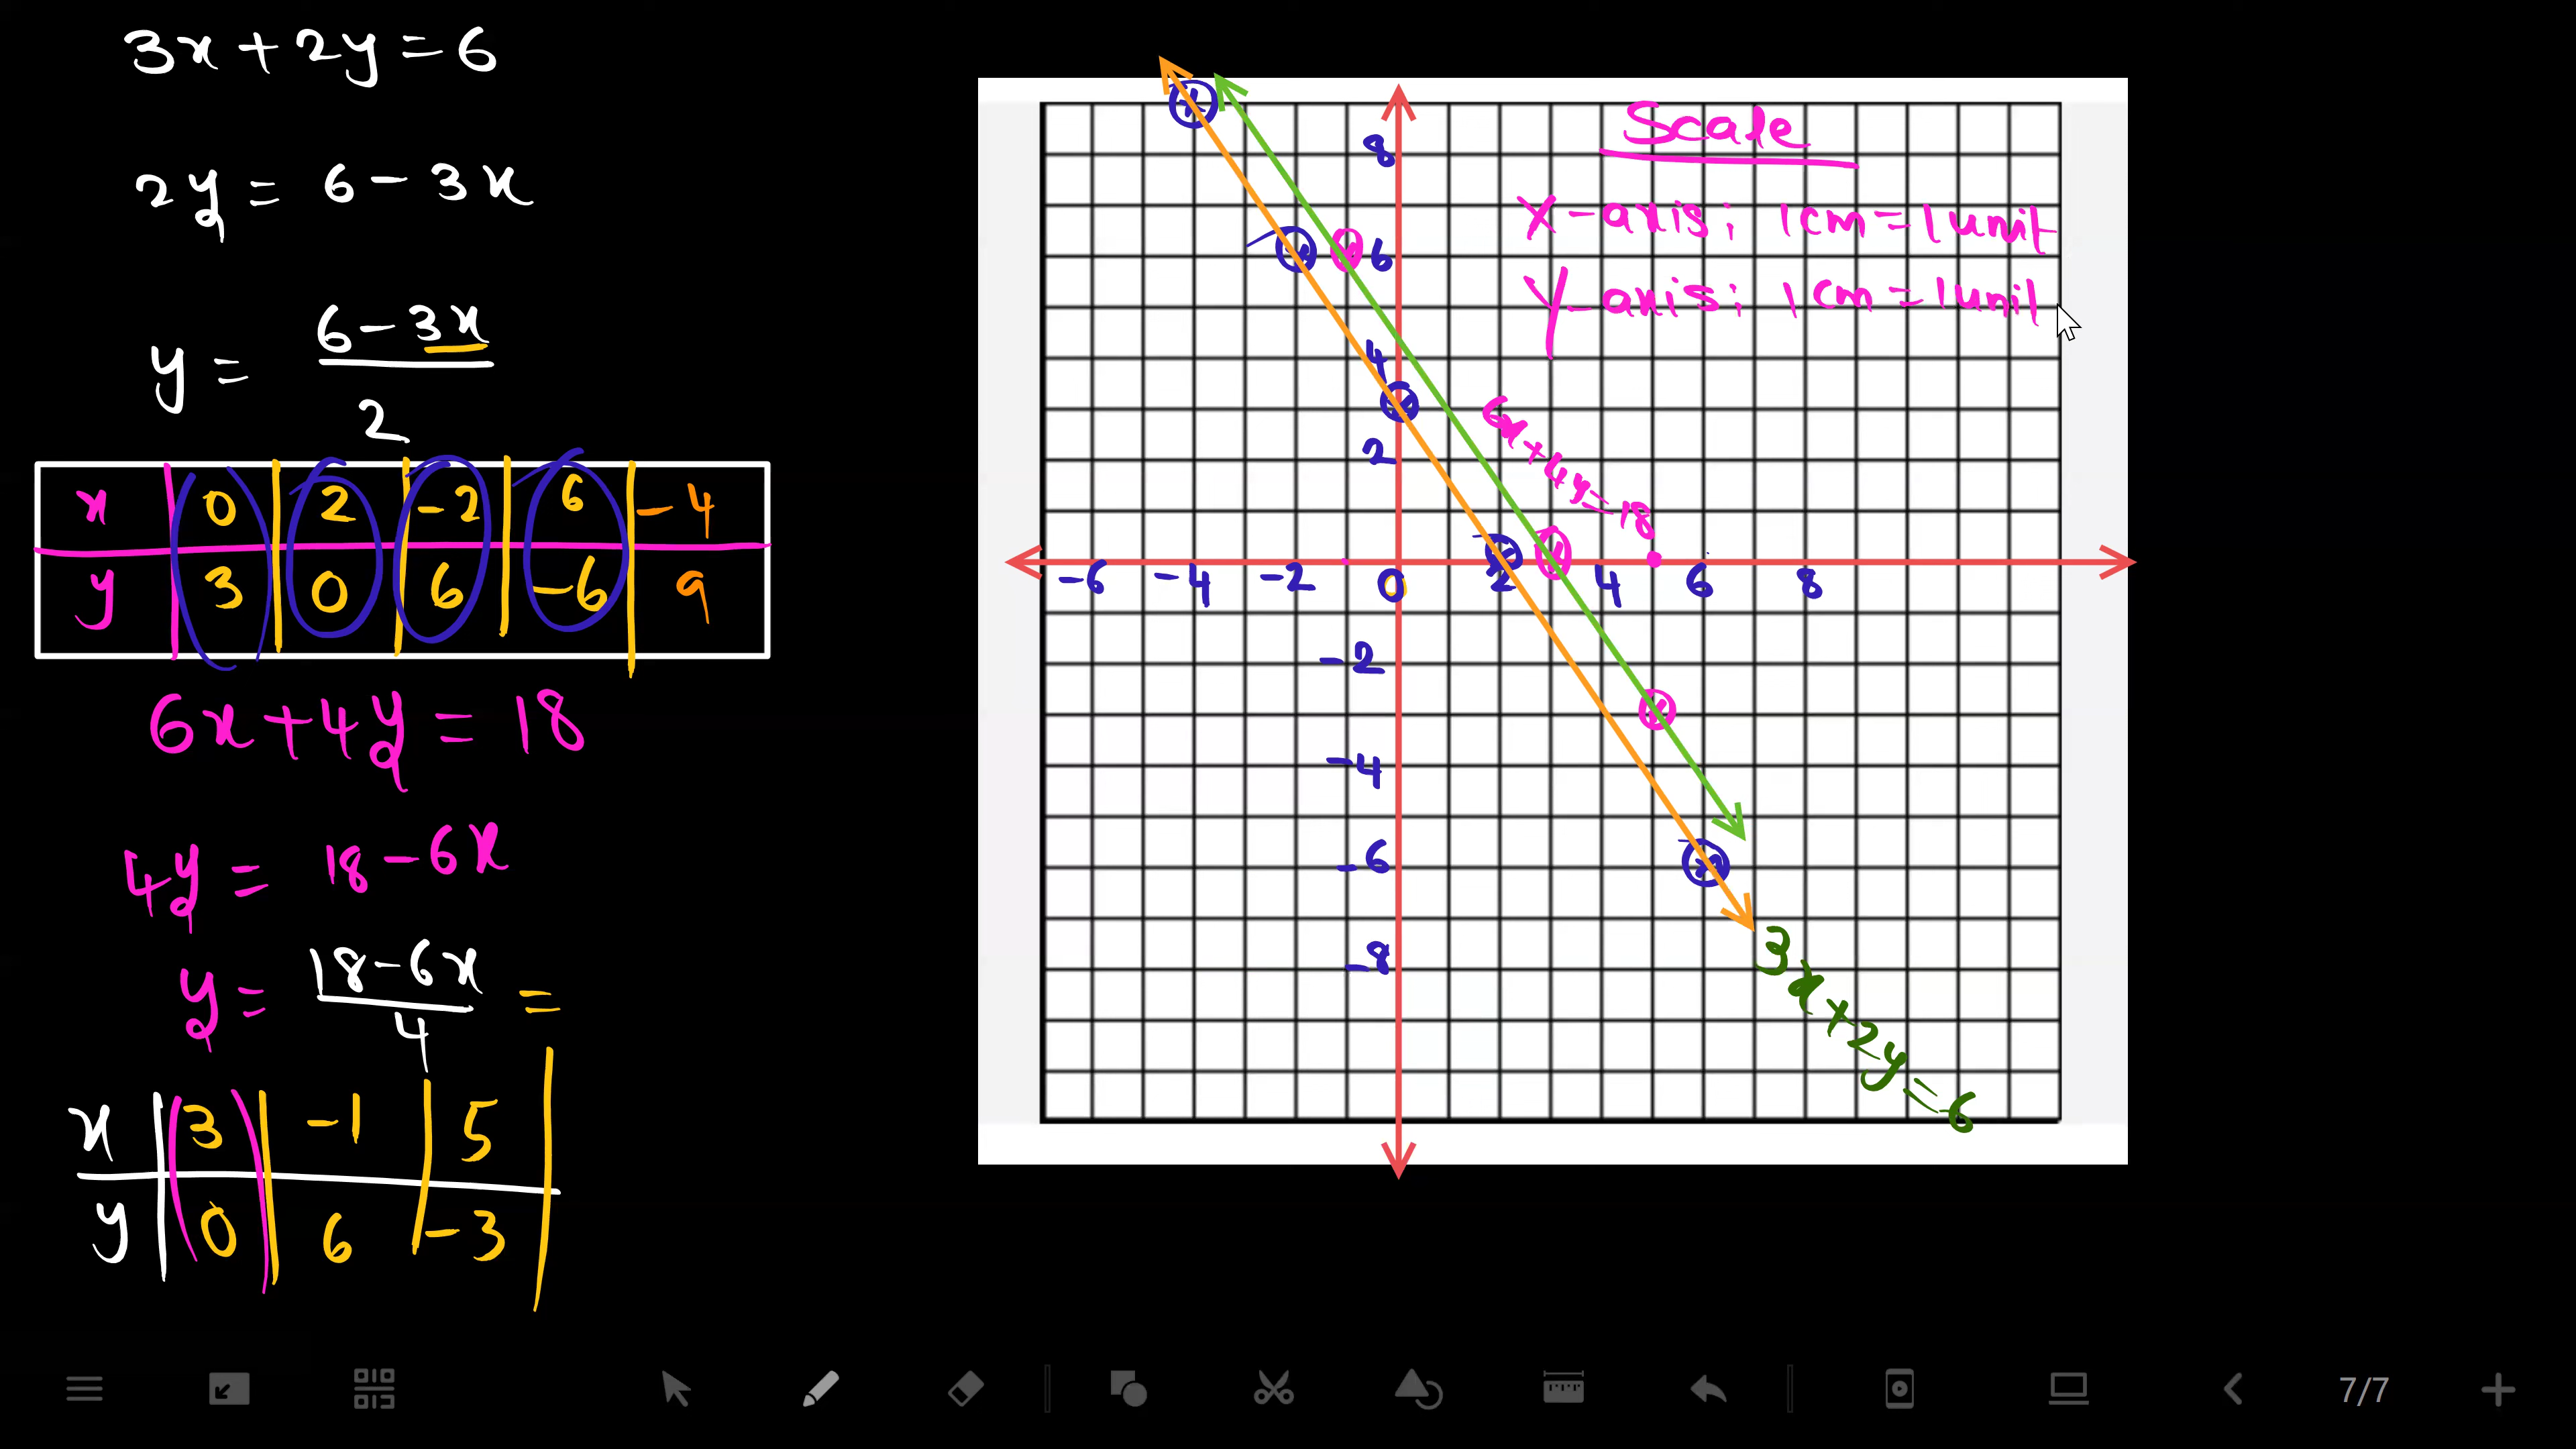 3x+2y=6
2y= 6-3x
y= 6-3x
2
x 0 2 -2 6 -4
y 3 0 6 -6 9
6x+4y=18
4y= 18-6x
y= 18-6x =
4
x 3 -1 5
y 0 6 -3
Scale
X-axis: 1cm=1unit
Y-axis: 1cm=1unit
8
6
4
2
6x+4y=18
-6 -4 -2 0 2 4 6 8
-2
-4
-6
-8
3x+2y=6
7/7